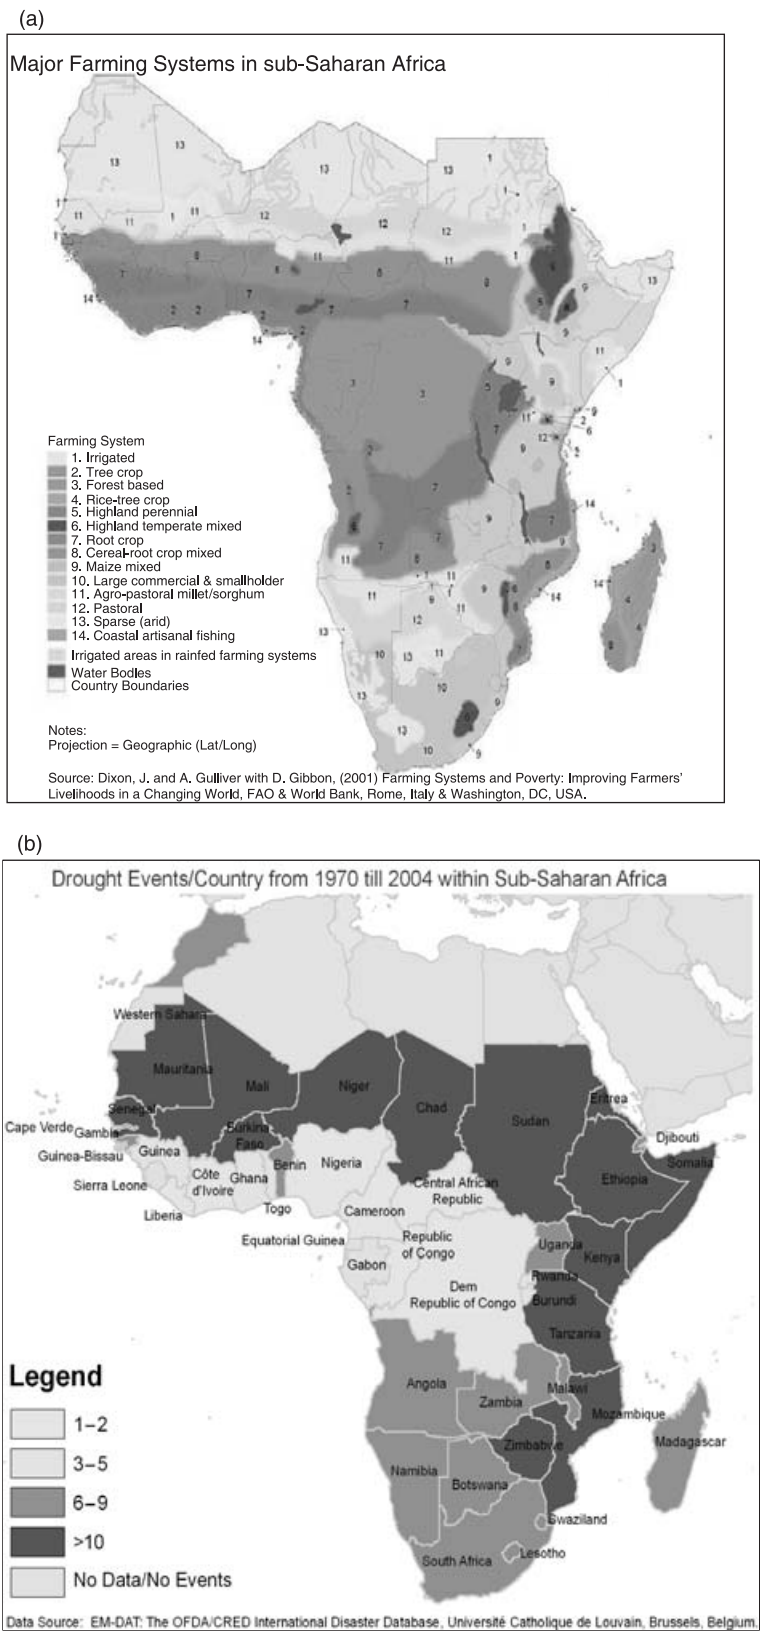 (a)
Major Farming Systems in sub-Saharan Africa
Farming System
1. Irrigated
2. Tree crop
3. Forest based
4. Rice-tree crop
5. Highland perennial
6. Highland temperate mixed
7. Root crop
8. Cereal-root crop mixed
9. Maize mixed
10. Large commercial & smallholder
11. Agro-pastoral millet/sorghum
12. Pastoral
13. Sparse (arid)
14. Coastal artisanal fishing
Irrigated areas in rainfed farming systems
Water Bodies
Country Boundaries
Notes:
Projection = Geographic (Lat/Long)
Source: Dixon, J. and A. Gulliver with D. Gibbon, (2001) Farming Systems and Poverty: Improving Farmers'
Livelihoods in a Changing World, FAO & World Bank, Rome, Italy & Washington, DC, USA.
(b)
Drought Events/Country from 1970 till 2004 within Sub-Saharan Africa
Western Sahara
Mauritania
Mali
Niger
Chad
Sudan
Eritrea
Senegal
Cape Verde
Gambia
Burkina
Faso
Djibouti
Guinea-Bissau
Guinea
Benin
Nigeria
Somalia
Ethiopia
Sierra Leone
Côte
d'Ivoire
Ghana
Central African
Republic
Liberia
Togo
Cameroon
Equatorial Guinea
Republic
of Congo
Uganda
Kenya
Gabon
Rwanda
Dem
Republic of Congo
Burundi
Tanzania
Angola
Zambia
Malawi
Mozambique
Madagascar
Zimbabwe
Namibia
Botswana
Swaziland
South Africa
Lesotho
Legend
1–2
3–5
6–9
>10
No Data/No Events
Data Source: EM-DAT: The OFDA/CRED International Disaster Database, Université Catholique de Louvain, Brussels, Belgium.